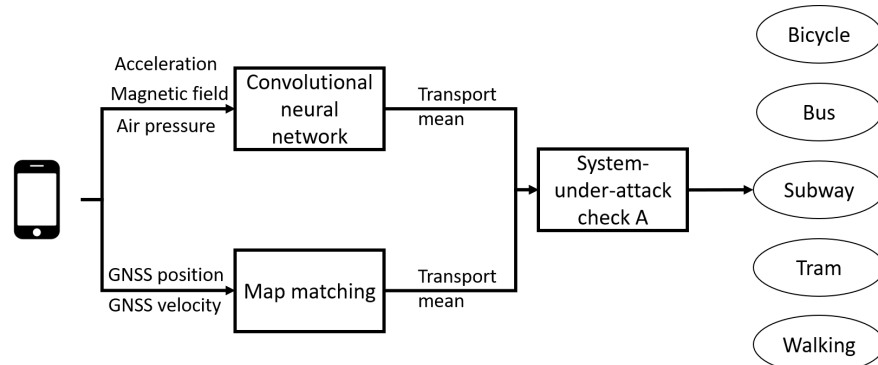 Acceleration
Magnetic field
Air pressure
Convolutional
neural
network
Transport
mean
GNSS position
GNSS velocity
Map matching
Transport
mean
System-
under-attack
check A
Bicycle
Bus
Subway
Tram
Walking